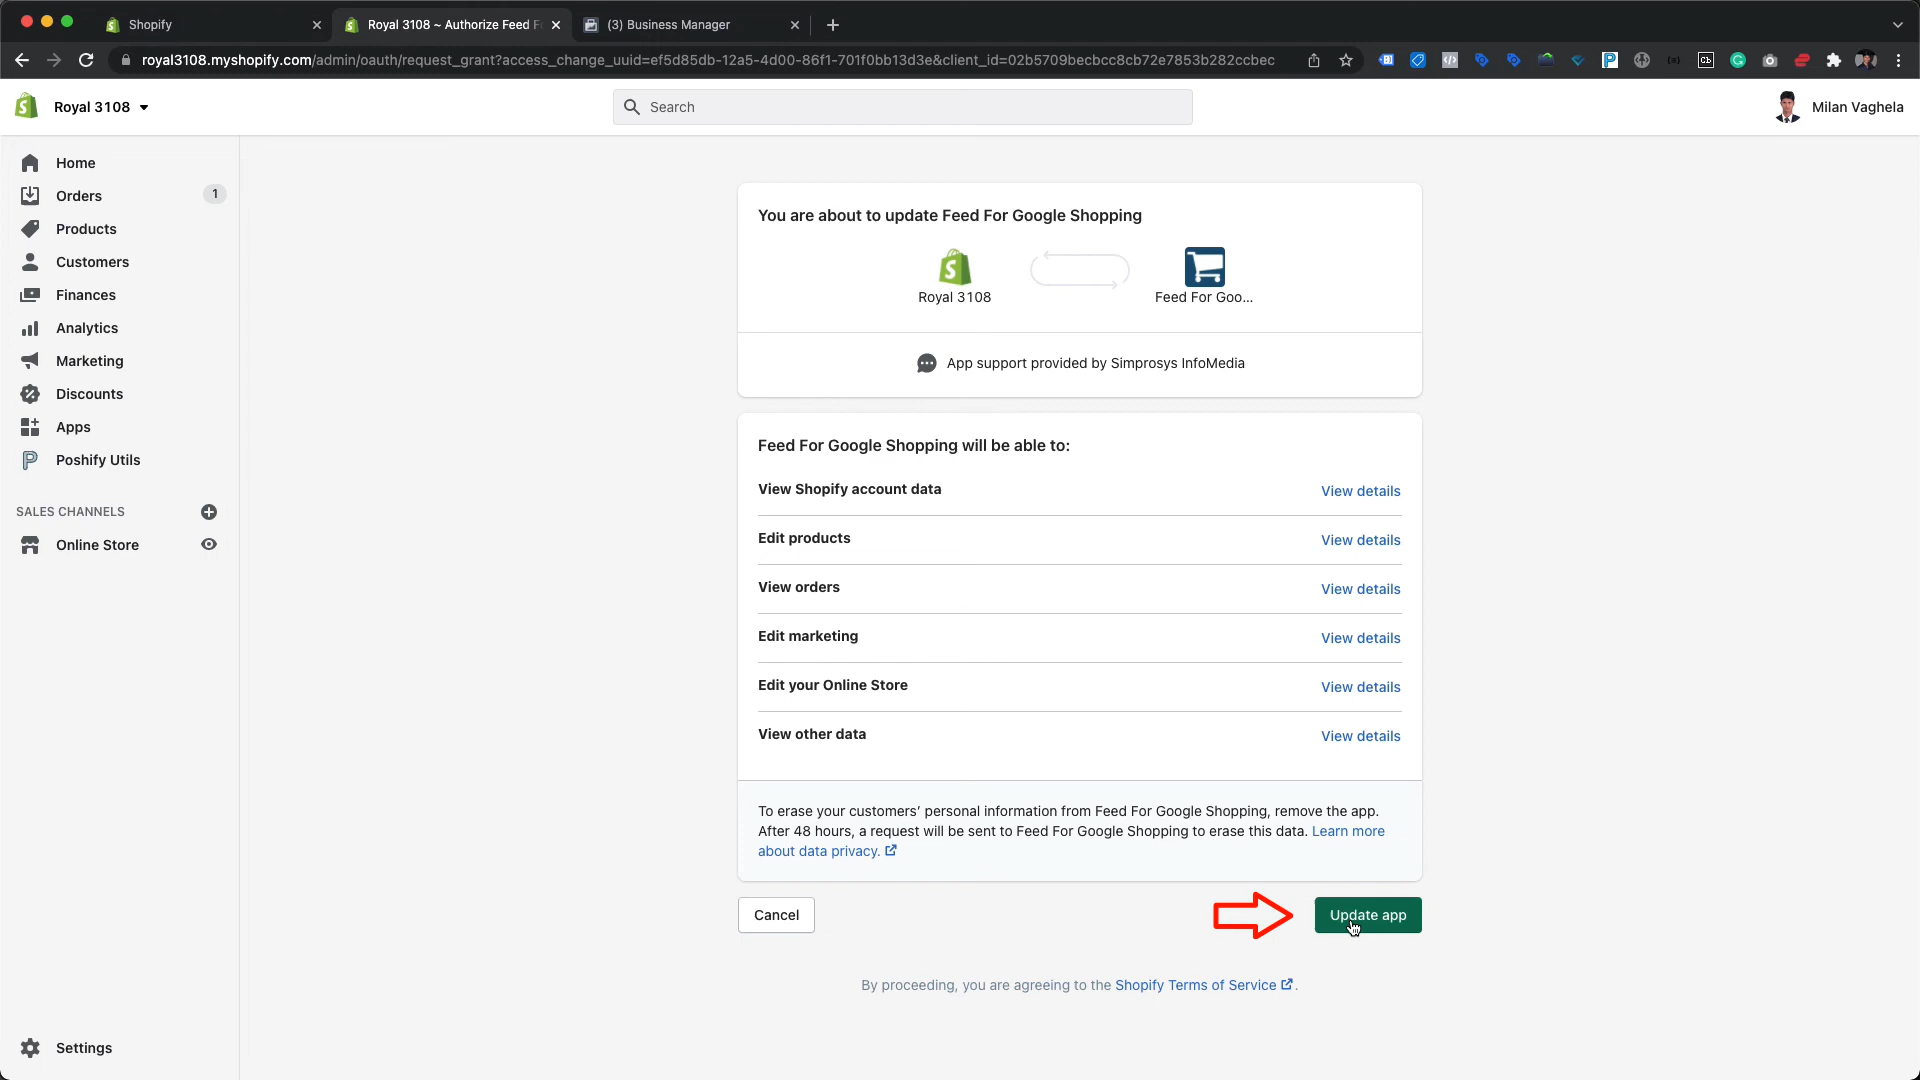 Shopify
Royal 3108 ~ Authorize Feed F
(3) Business Manager
royal3108.myshopify.com/admin/oauth/request_grant?access_change_uuid=ef5d85db-12a5-4d00-86f1-701f0bb13d3e&client_id=02b5709becbcc8cb72e7853b282ccbec
Royal 3108
Search
Milan Vaghela
Home
Orders
1
Products
Customers
Finances
Analytics
Marketing
Discounts
Apps
Poshify Utils
SALES CHANNELS
Online Store
Settings
You are about to update Feed For Google Shopping
Royal 3108
Feed For Goo...
App support provided by Simprosys InfoMedia
Feed For Google Shopping will be able to:
View Shopify account data
View details
Edit products
View details
View orders
View details
Edit marketing
View details
Edit your Online Store
View details
View other data
View details
To erase your customers’ personal information from Feed For Google Shopping, remove the app.
After 48 hours, a request will be sent to Feed For Google Shopping to erase this data. Learn more
about data privacy.
Cancel
Update app
By proceeding, you are agreeing to the Shopify Terms of Service.